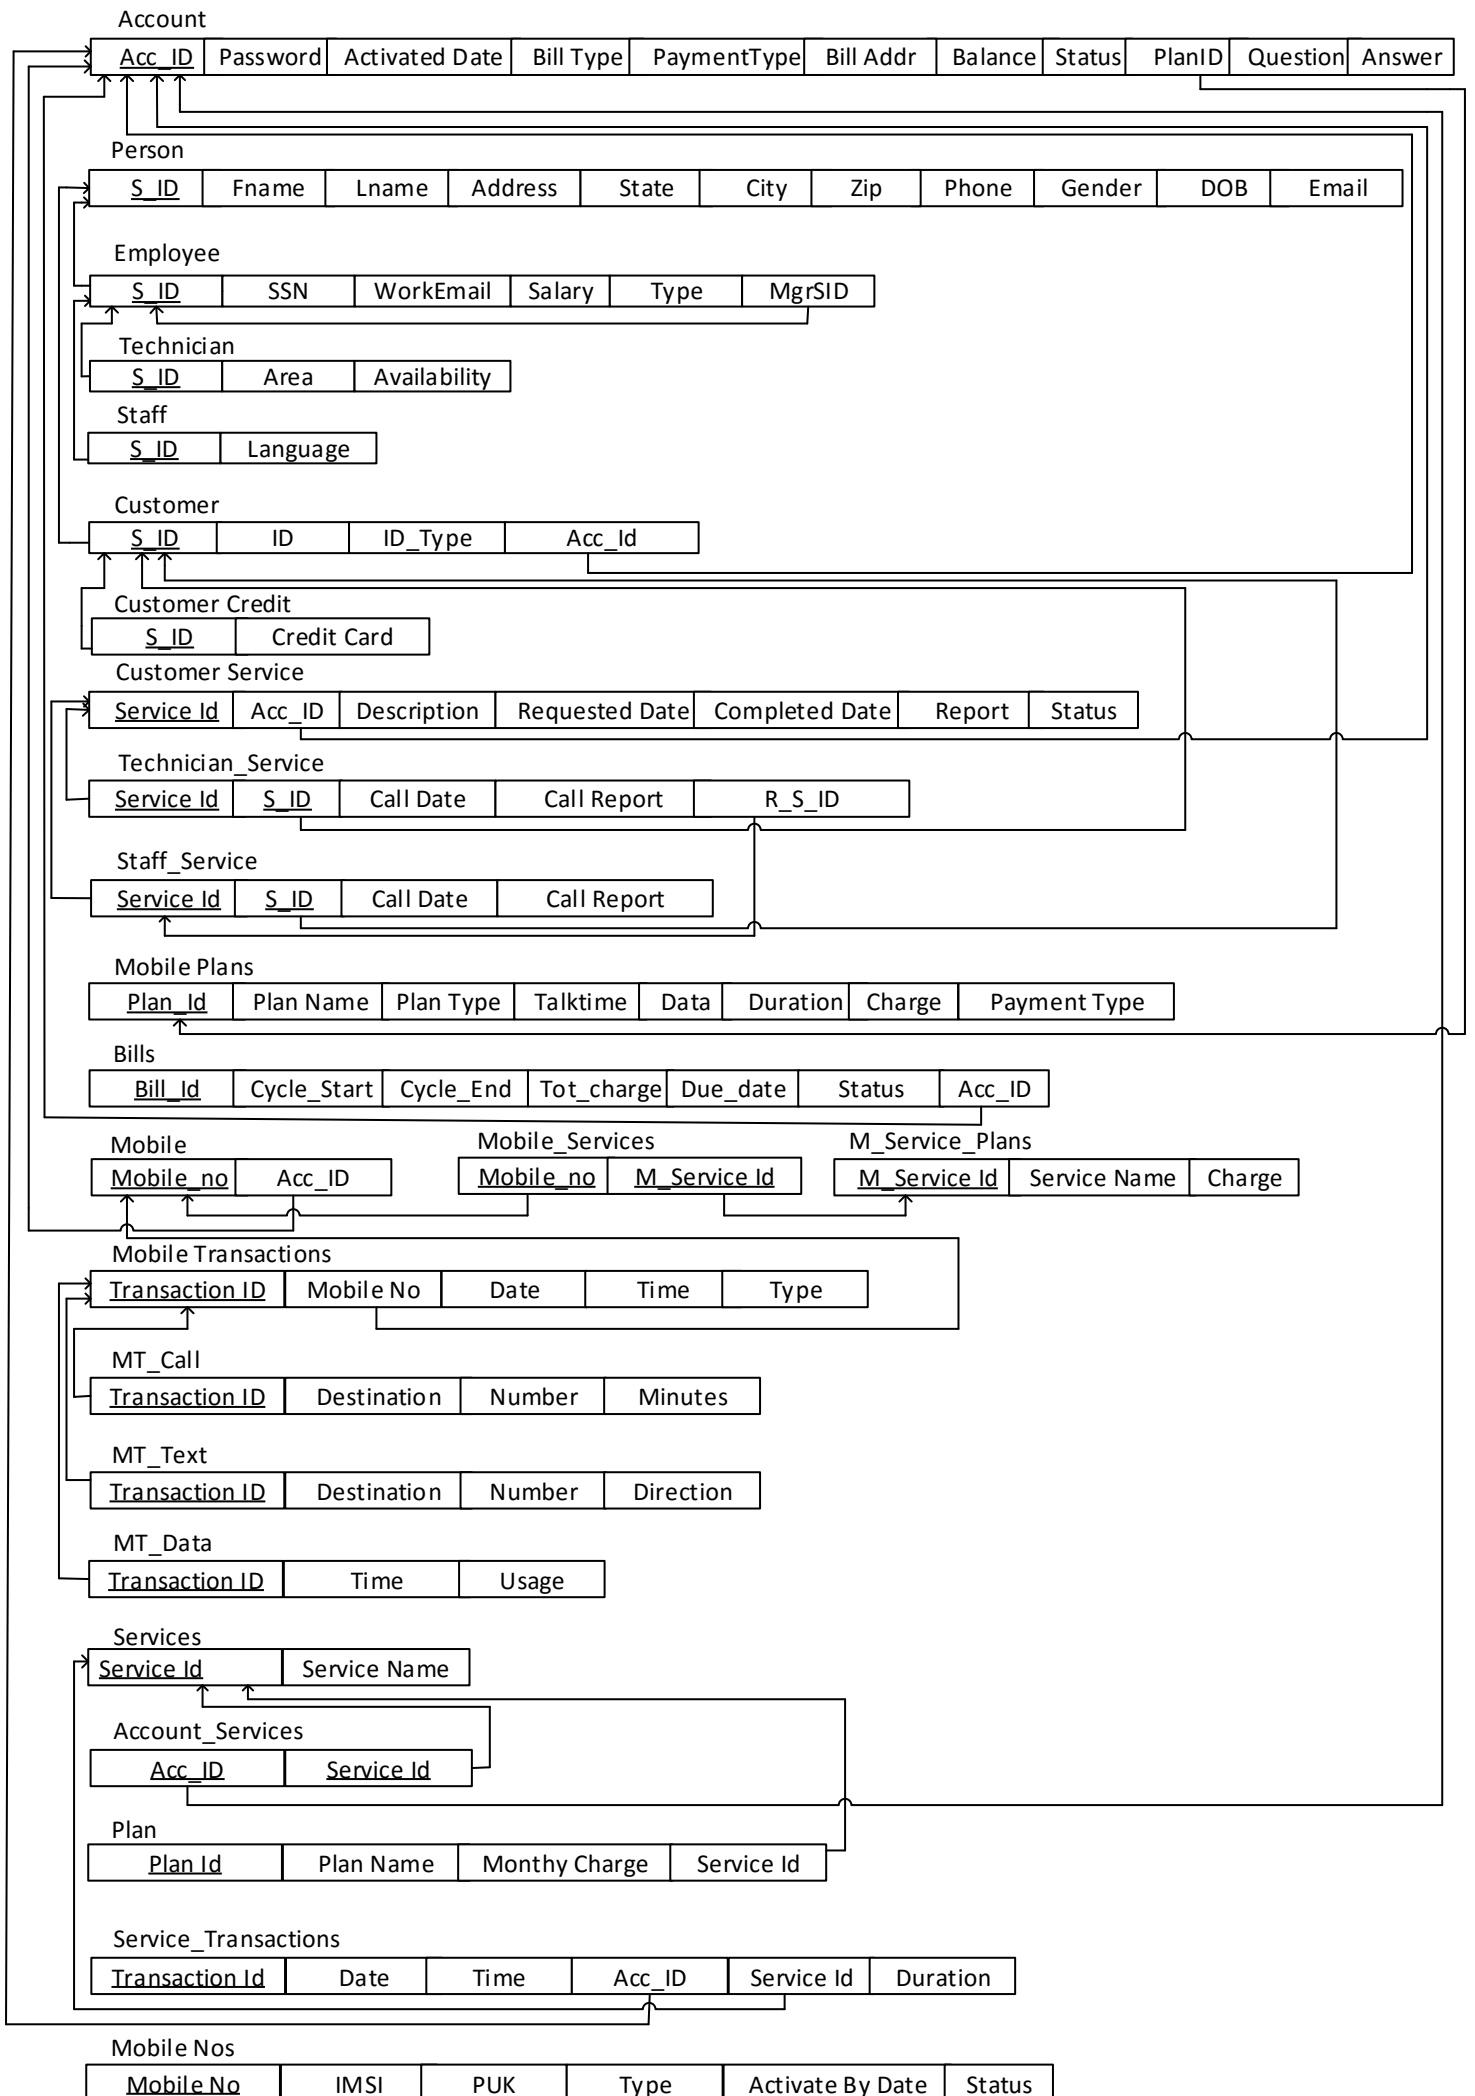 Account
Acc_ID Password Activated Date Bill Type PaymentType Bill Addr Balance Status PlanID Question Answer
Person
S_ID Fname Lname Address State City Zip Phone Gender DOB Email
Employee
S_ID SSN WorkEmail Salary Type MgrSID
Technician
S_ID Area Availability
Staff
S_ID Language
Customer
S_ID ID ID_Type Acc_Id
Customer Credit
S_ID Credit Card
Customer Service
Service Id Acc_ID Description Requested Date Completed Date Report Status
Technician_Service
Service Id S_ID Call Date Call Report R_S_ID
Staff_Service
Service Id S_ID Call Date Call Report
Mobile Plans
Plan_Id Plan Name Plan Type Talktime Data Duration Charge Payment Type
Bills
Bill_Id Cycle_Start Cycle_End Tot_charge Due_date Status Acc_ID
Mobile Mobile_Services M_Service_Plans
Mobile_no Acc_ID Mobile_no M_Service Id M_Service Id Service Name Charge
Mobile Transactions
Transaction ID Mobile No Date Time Type
MT_Call
Transaction ID Destination Number Minutes
MT_Text
Transaction ID Destination Number Direction
MT_Data
Transaction ID Time Usage
Services
Service Id Service Name
Account_Services
Acc_ID Service Id
Plan
Plan Id Plan Name Monthy Charge Service Id
Service_Transactions
Transaction Id Date Time Acc_ID Service Id Duration
Mobile Nos
Mobile No IMSI PUK Type Activate By Date Status